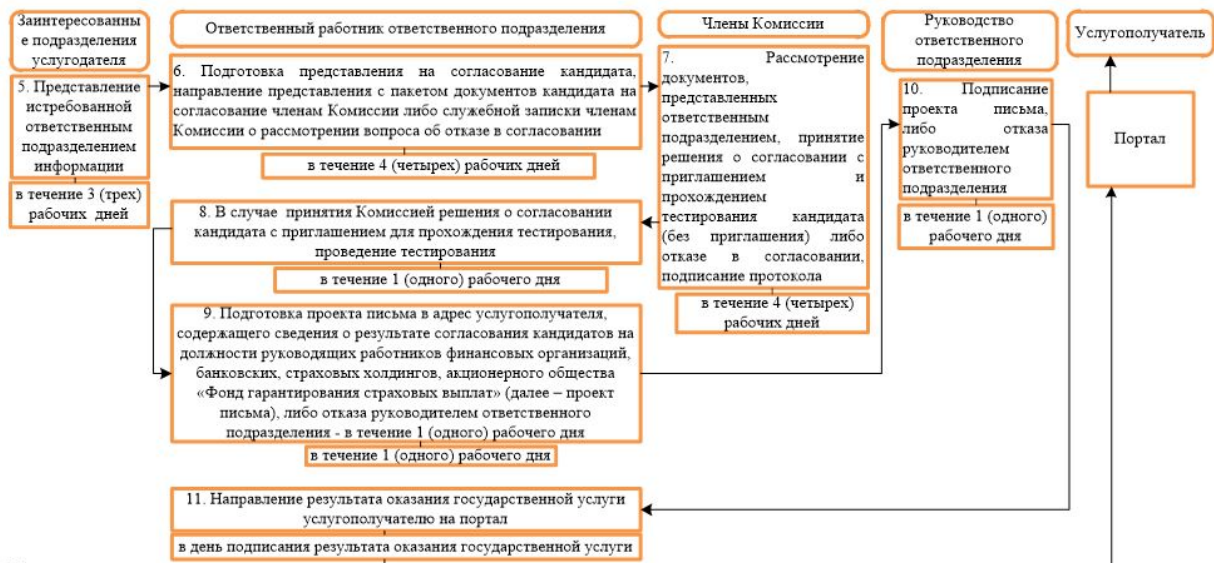 Заинтересованны
е подразделения
услугодателя
Ответственный работник ответственного подразделения
Члены Комиссии
Руководство
ответственного
подразделения
Услугополучатель
5. Представление
истребованной
ответственным
подразделением
информации
в течение 3 (трех)
рабочих дней
6. Подготовка представления на согласование кандидата,
направление представления с пакетом документов кандидата на
согласование членам Комиссии либо служебной записки членам
Комиссии о рассмотрении вопроса об отказе в согласовании
в течение 4 (четырех) рабочих дней
7. Рассмотрение
документов,
представленных
ответственным
подразделением, принятие
решения о согласовании с
приглашением и
прохождением
тестирования кандидата
(без приглашения) либо
отказе в согласовании,
подписание протокола
в течение 4 (четырех)
рабочих дней
8. В случае принятия Комиссией решения о согласовании
кандидата с приглашением для прохождения тестирования,
проведение тестирования
в течение 1 (одного) рабочего дня
9. Подготовка проекта письма в адрес услугополучателя,
содержащего сведения о результате согласования кандидатов на
должности руководящих работников финансовых организаций,
банковских, страховых холдингов, акционерного общества
«Фонд гарантирования страховых выплат» (далее – проект
письма), либо отказа руководителем ответственного
подразделения - в течение 1 (одного) рабочего дня
в течение 1 (одного) рабочего дня
10. Подписание
проекта письма,
либо отказа
руководителем
ответственного
подразделения
в течение 1 (одного)
рабочего дня
Портал
11. Направление результата оказания государственной услуги
услугополучателю на портал
в день подписания результата оказания государственной услуги